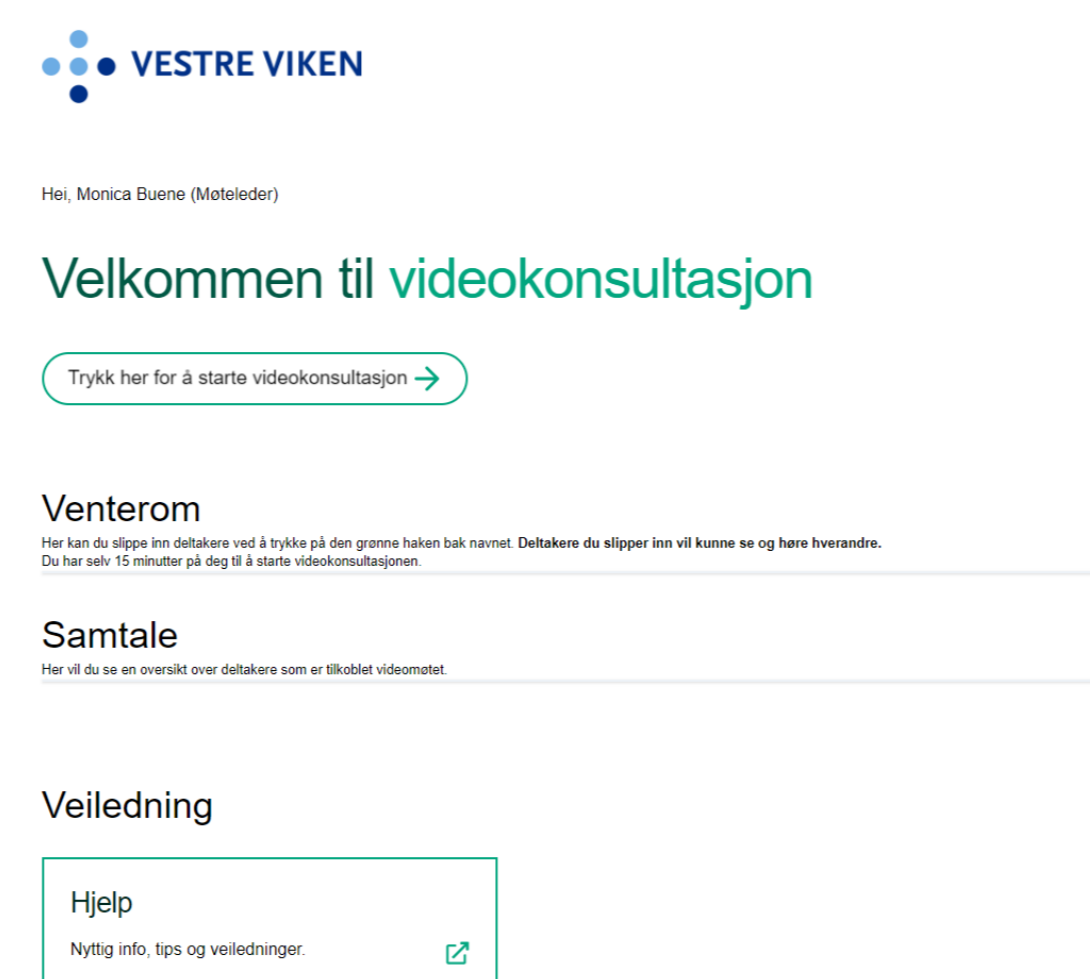 VESTRE VIKEN
Hei, Monica Buene (Møteleder)
Velkommen til videokonsultasjon
Trykk her for å starte videokonsultasjon
Venterom
Her kan du slippe inn deltakere ved å trykke på den grønne haken bak navnet. Deltakere du slipper inn vil kunne se og høre hverandre.
Du har selv 15 minutter på deg til å starte videokonsultasjonen.
Samtale
Her vil du se en oversikt over deltakere som er tilkoblet videomøtet.
Veiledning
Hjelp
Nyttig info, tips og veiledninger.